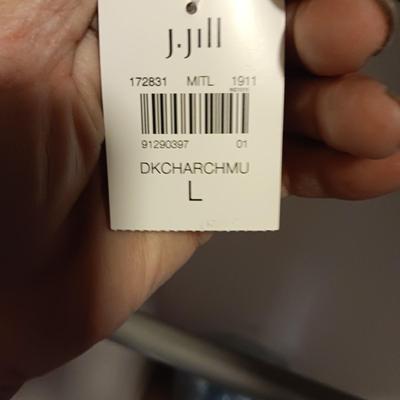 J.Jill
172831 MITL 1911
91290397 01
DKCHARCHMU
L